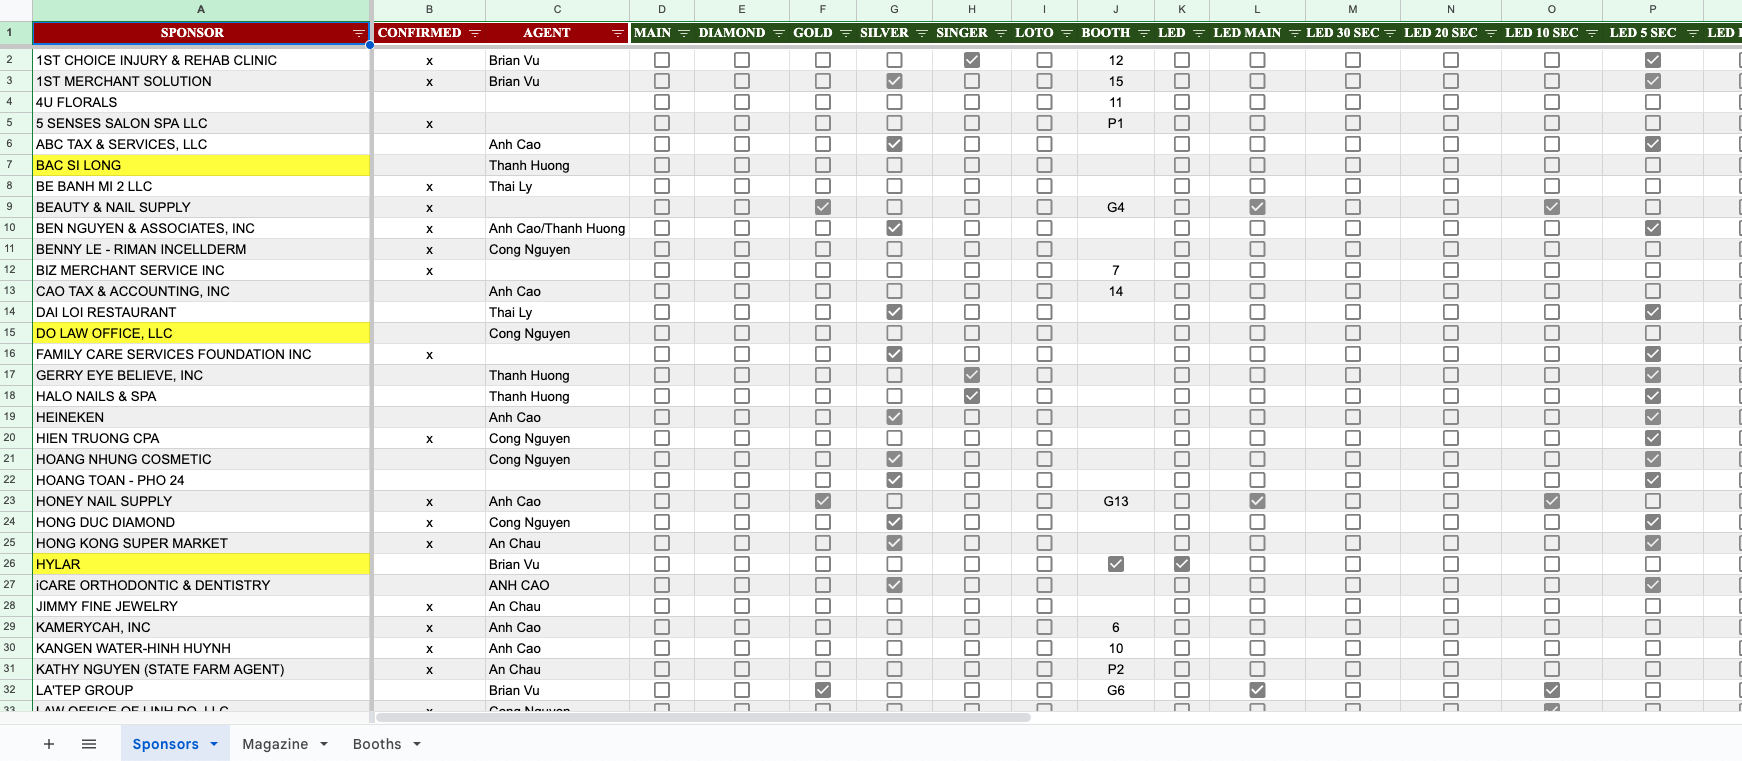 A B C D E F G H I J K L M N O P
1 SPONSOR CONFIRMED AGENT MAIN DIAMOND GOLD SILVER SINGER LOTO BOOTH LED LED MAIN LED 30 SEC LED 20 SEC LED 10 SEC LED 5 SEC LED
2 1ST CHOICE INJURY & REHAB CLINIC x Brian Vu 12
3 1ST MERCHANT SOLUTION x Brian Vu 15
4 4U FLORALS 11
5 5 SENSES SALON SPA LLC x P1
6 ABC TAX & SERVICES, LLC Anh Cao
7 BAC SI LONG Thanh Huong
8 BE BANH MI 2 LLC x Thai Ly
9 BEAUTY & NAIL SUPPLY x G4
10 BEN NGUYEN & ASSOCIATES, INC x Anh Cao/Thanh Huong
11 BENNY LE - RIMAN INCELLDERM x Cong Nguyen
12 BIZ MERCHANT SERVICE INC x 7
13 CAO TAX & ACCOUNTING, INC Anh Cao 14
14 DAI LOI RESTAURANT Thai Ly
15 DO LAW OFFICE, LLC Cong Nguyen
16 FAMILY CARE SERVICES FOUNDATION INC x
17 GERRY EYE BELIEVE, INC Thanh Huong
18 HALO NAILS & SPA Thanh Huong
19 HEINEKEN Anh Cao
20 HIEN TRUONG CPA x Cong Nguyen
21 HOANG NHUNG COSMETIC Cong Nguyen
22 HOANG TOAN - PHO 24
23 HONEY NAIL SUPPLY x Anh Cao G13
24 HONG DUC DIAMOND x Cong Nguyen
25 HONG KONG SUPER MARKET x An Chau
26 HYLAR Brian Vu
27 iCARE ORTHODONTIC & DENTISTRY ANH CAO
28 JIMMY FINE JEWELRY x An Chau
29 KAMERYCAH, INC x Anh Cao 6
30 KANGEN WATER-HINH HUYNH x Anh Cao 10
31 KATHY NGUYEN (STATE FARM AGENT) x An Chau P2
32 LA'TEP GROUP Brian Vu G6
33 LAW OFFICE OF LINH DO, LLC x Cong Nguyen
+ Sponsors Magazine Booths